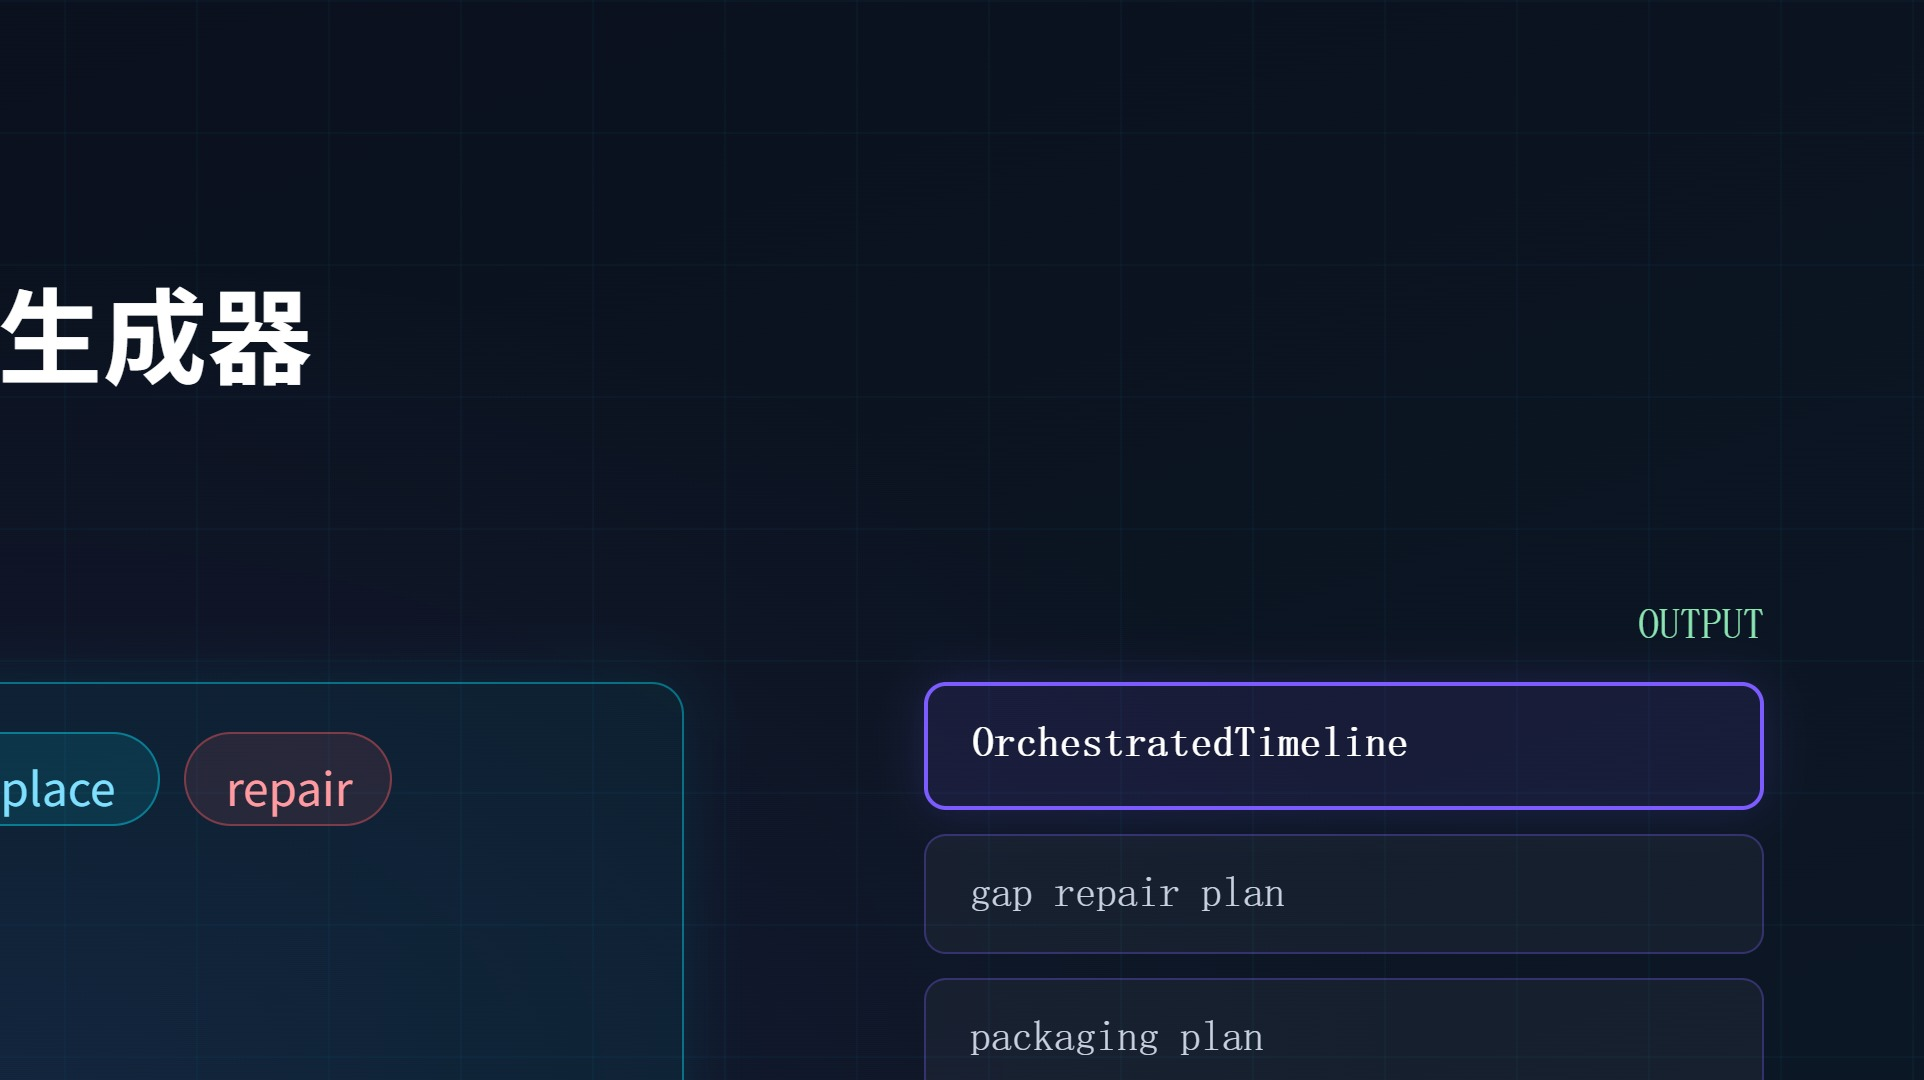 生成器
place
repair
OUTPUT
OrchestratedTimeline
gap repair plan
packaging plan